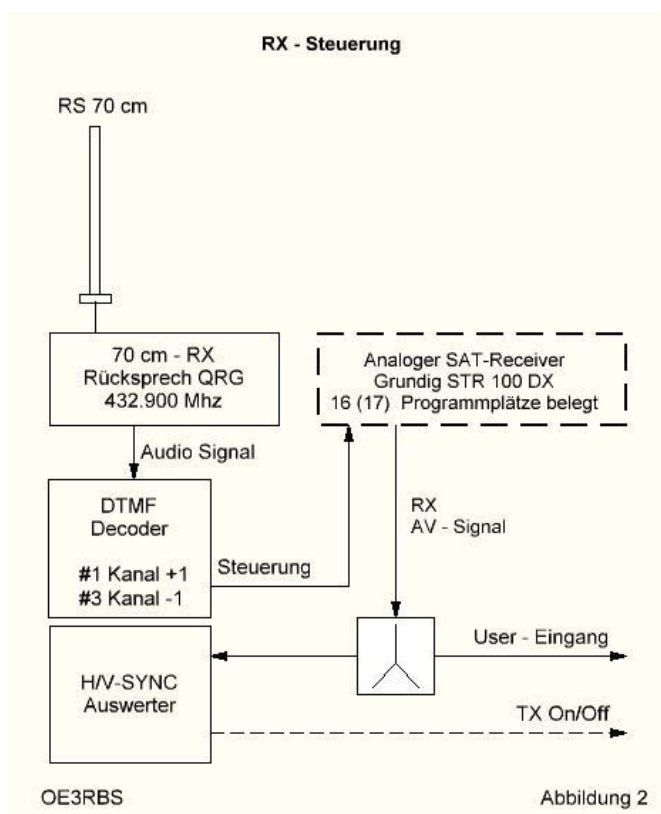 RX - Steuerung
RS 70 cm
70 cm - RX
Rücksprech QRG
432.900 Mhz
Analoger SAT-Receiver
Grundig STR 100 DX
16 (17) Programmplätze belegt
Audio Signal
DTMF
Decoder
#1 Kanal +1
#3 Kanal -1
Steuerung
RX
AV - Signal
User - Eingang
H/V-SYNC
Auswerter
TX On/Off
OE3RBS
Abbildung 2